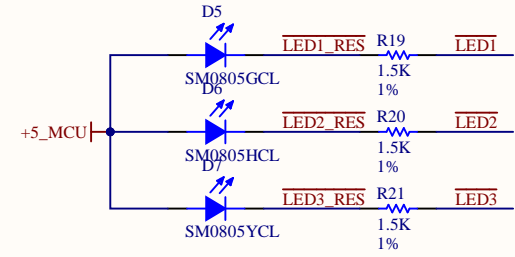 D5
LED1_RES R19 LED1
SM0805GCL 1.5K
1%
D6
LED2_RES R20 LED2
+5_MCU
SM0805HCL 1.5K
1%
D7
LED3_RES R21 LED3
SM0805YCL 1.5K
1%